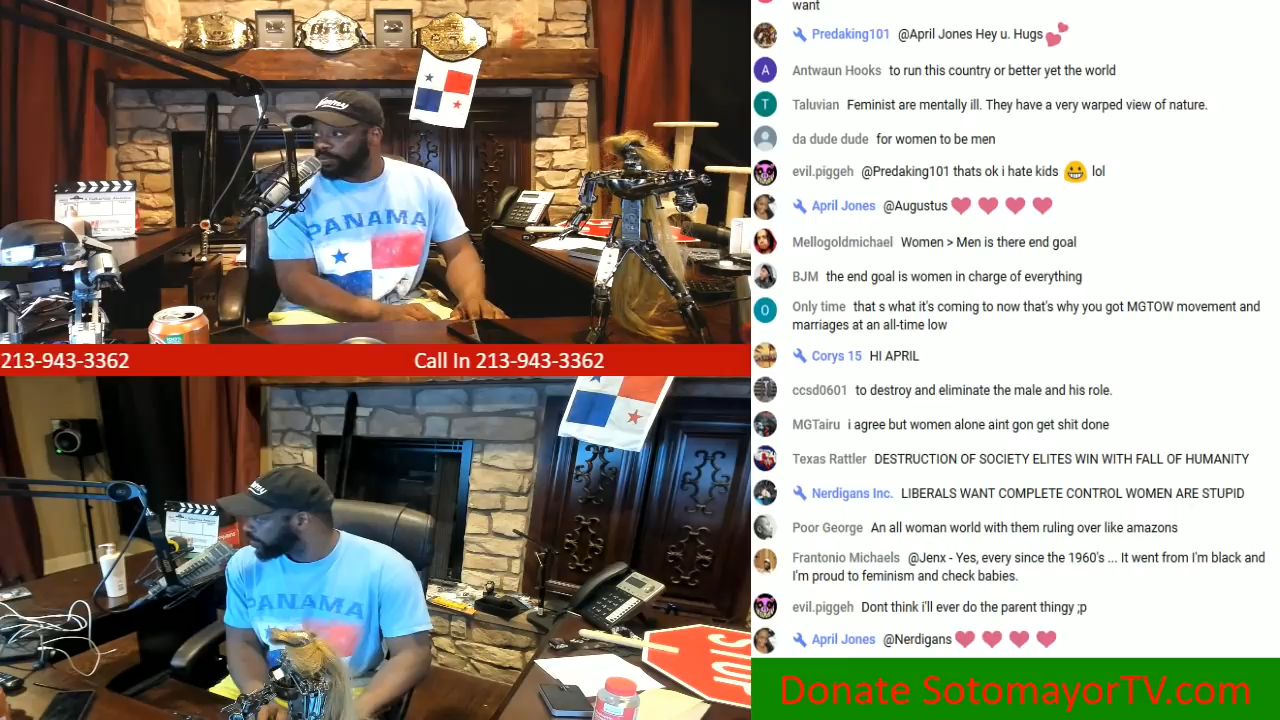 PANAMA
213-943-3362
Call In 213-943-3362
PANAMA
STOP
want
Predaking101 @April Jones Hey u. Hugs
A
Antwaun Hooks to run this country or better yet the world
T
Taluvian Feminist are mentally ill. They have a very warped view of nature.
da dude dude for women to be men
evil.piggeh @Predaking101 thats ok i hate kids lol
April Jones @Augustus
Mellogoldmichael Women > Men is there end goal
BJM the end goal is women in charge of everything
O
Only time that s what it's coming to now that's why you got MGTOW movement and
marriages at an all-time low
Corys 15 HI APRIL
ccsd0601 to destroy and eliminate the male and his role.
MGTairu i agree but women alone aint gon get shit done
Texas Rattler DESTRUCTION OF SOCIETY ELITES WIN WITH FALL OF HUMANITY
Nerdigans Inc. LIBERALS WANT COMPLETE CONTROL WOMEN ARE STUPID
Poor George An all woman world with them ruling over like amazons
Frantonio Michaels @Jenx - Yes, every since the 1960's ... It went from I'm black and
I'm proud to feminism and check babies.
evil.piggeh Dont think i'll ever do the parent thingy ;p
April Jones @Nerdigans
Donate SotomayorTV.com